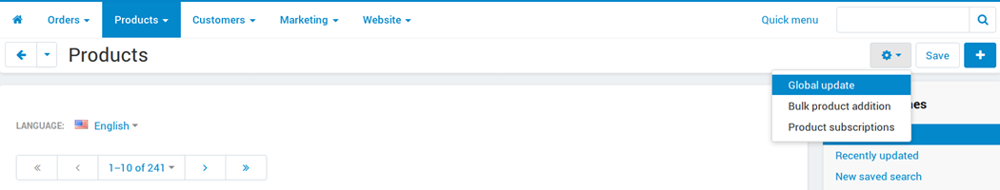 Orders Products Customers Marketing Website Quick menu
Products Save
Global update
Bulk product addition
Product subscriptions
LANGUAGE: English
« ‹ 1–10 of 241 › »
Recently updated
New saved search